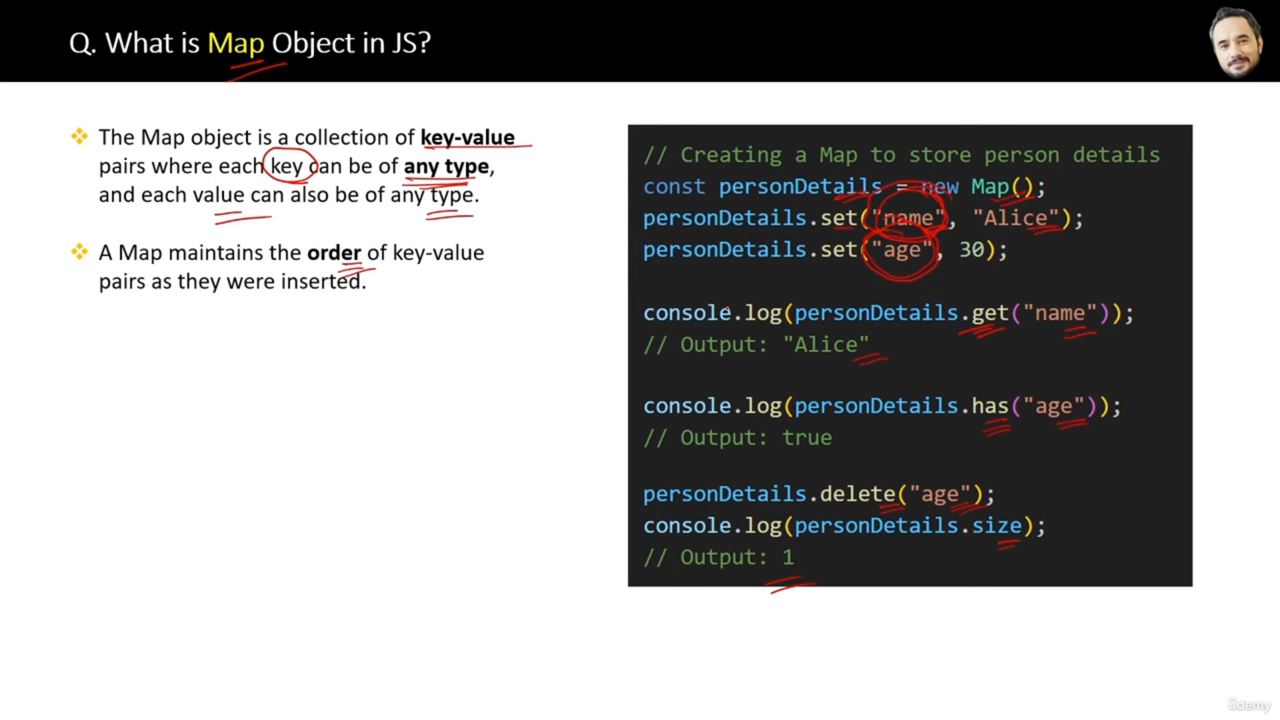 Q. What is Map Object in JS?
The Map object is a collection of key-value
pairs where each key can be of any type,
and each value can also be of any type.
A Map maintains the order of key-value
pairs as they were inserted.
// Creating a Map to store person details
const personDetails = new Map();
personDetails.set("name", "Alice");
personDetails.set("age", 30);
console.log(personDetails.get("name"));
// Output: "Alice"
console.log(personDetails.has("age"));
// Output: true
personDetails.delete("age");
console.log(personDetails.size);
// Output: 1
ûdemy